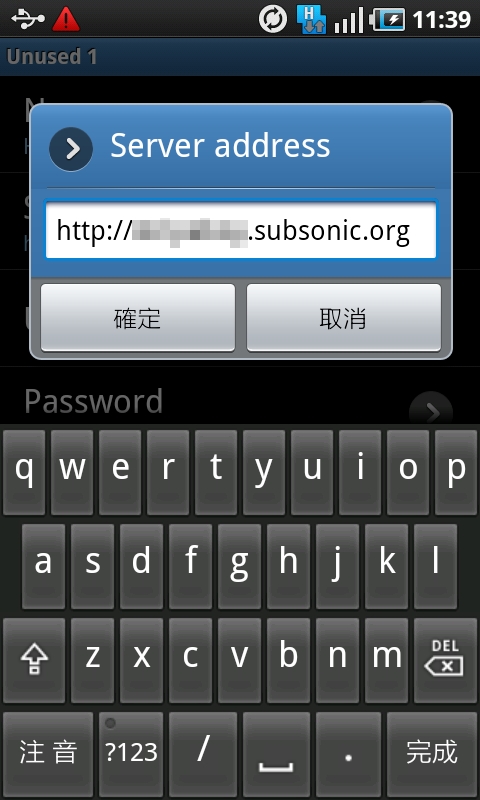 H 11:39
Unused 1
Server address
http://
.subsonic.org
確定 取消
Password
q w e r t y u i o p
a s d f g h j k l
DEL
z x c v b n m
注音 ?123 / . 完成